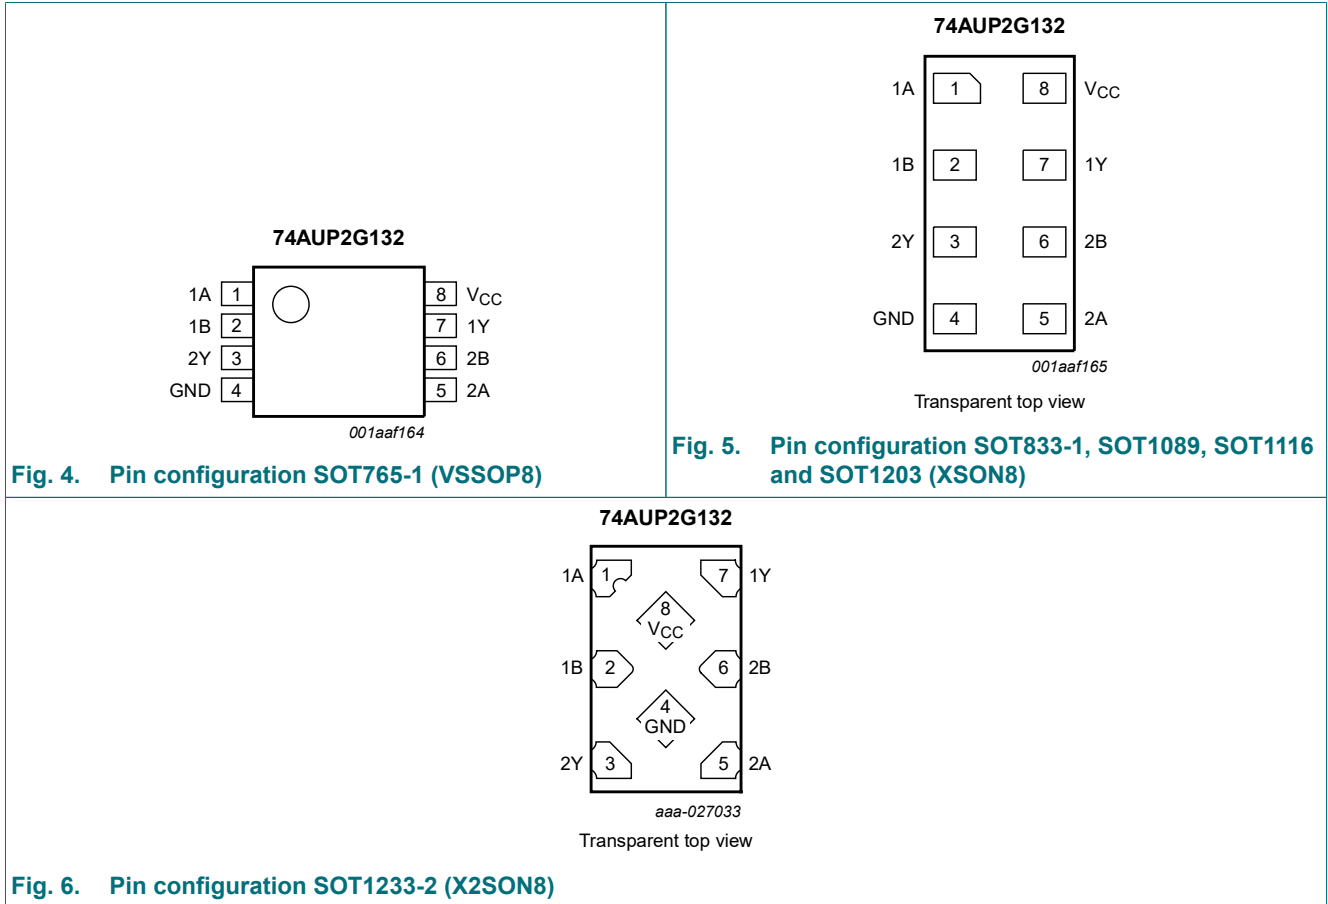 74AUP2G132
1A 1 8 VCC
1B 2 7 1Y
2Y 3 6 2B
GND 4 5 2A
001aaf164
Fig. 4. Pin configuration SOT765-1 (VSSOP8)
74AUP2G132
1A 1 8 VCC
1B 2 7 1Y
2Y 3 6 2B
GND 4 5 2A
001aaf165
Transparent top view
Fig. 5. Pin configuration SOT833-1, SOT1089, SOT1116
and SOT1203 (XSON8)
74AUP2G132
1A 1 7 1Y
8
VCC
1B 2 6 2B
4
GND
2Y 3 5 2A
aaa-027033
Transparent top view
Fig. 6. Pin configuration SOT1233-2 (X2SON8)